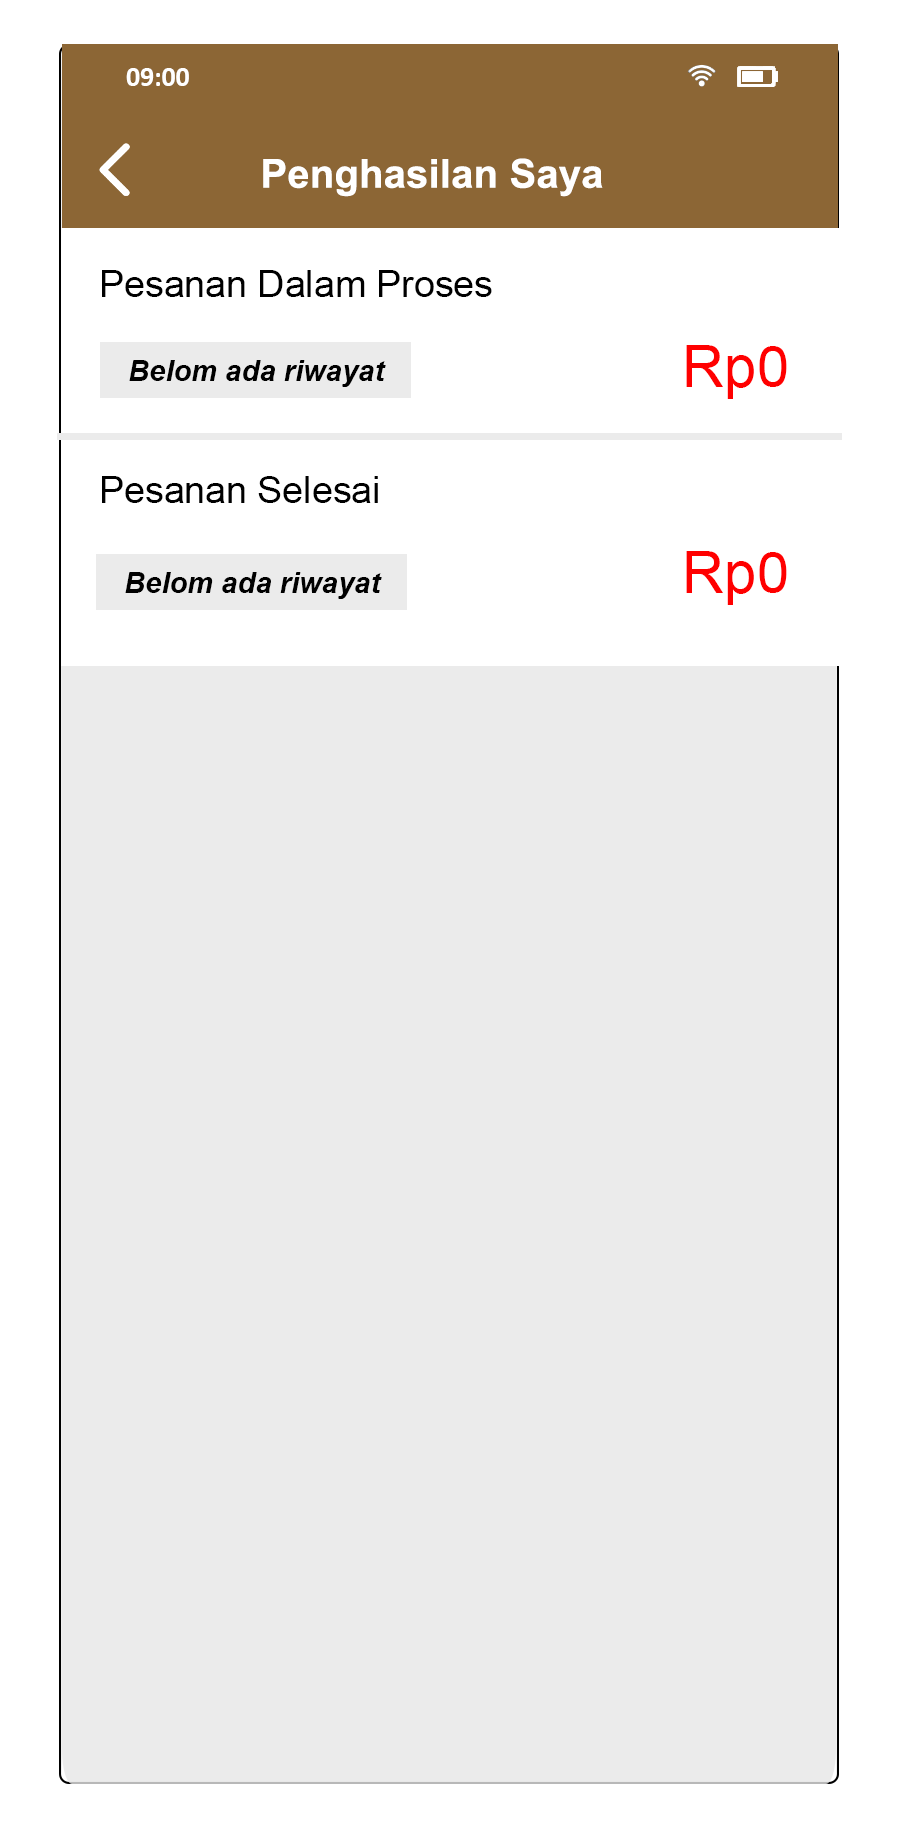 09:00
Penghasilan Saya
Pesanan Dalam Proses
Belom ada riwayat
Rp0
Pesanan Selesai
Belom ada riwayat
Rp0